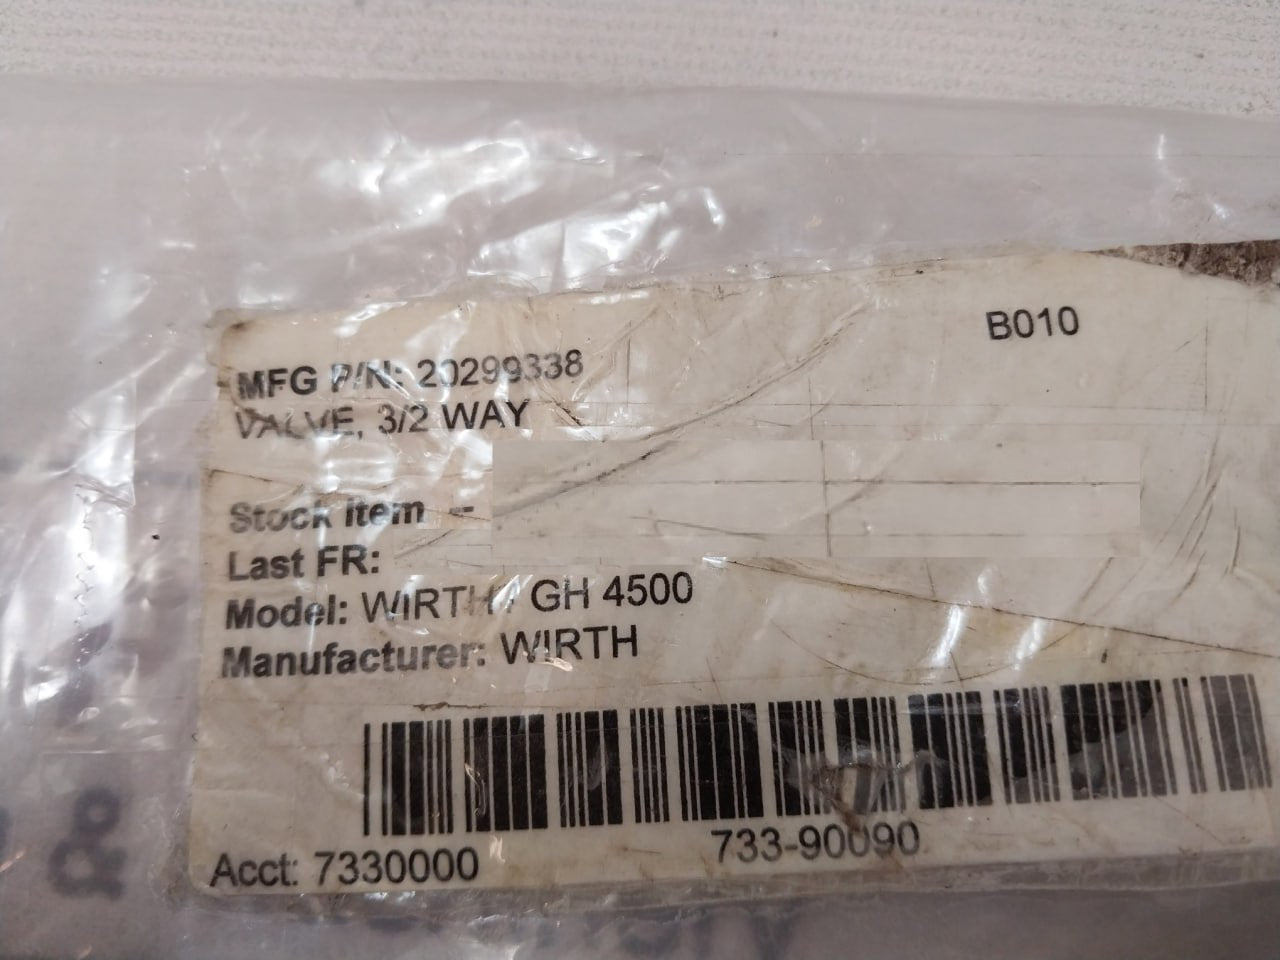 B010
MFG P/N: 20299338
VALVE, 3/2 WAY
Stock item -
Last FR:
Model: WIRTH / GH 4500
Manufacturer: WIRTH
733-90090
Acct: 7330000